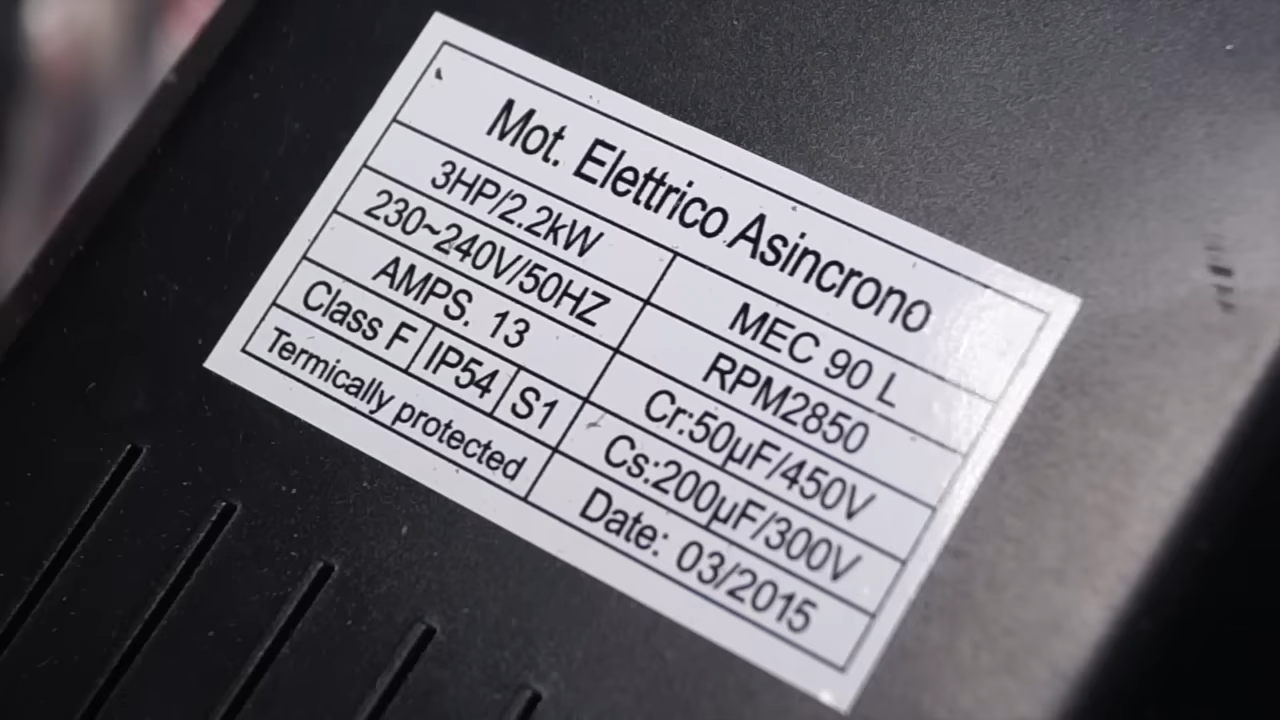 Mot. Elettrico Asincrono
3HP/2.2kW MEC 90 L
230~240V/50HZ RPM2850
AMPS. 13 Cr:50µF/450V
Class F IP54 S1 Cs:200µF/300V
Termically protected Date: 03/2015